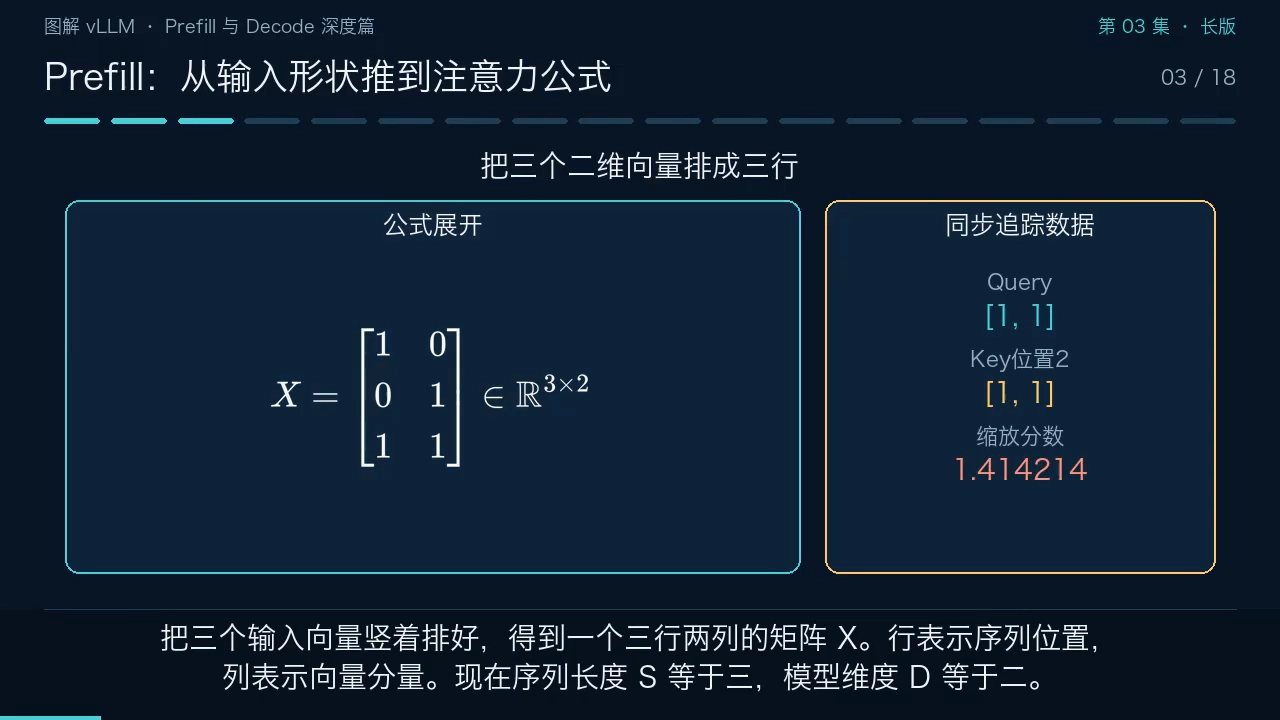 图解 vLLM · Prefill 与 Decode 深度篇
第 03 集 · 长版
Prefill：从输入形状推到注意力公式
03 / 18
把三个二维向量排成三行
公式展开
X = [1 0; 0 1; 1 1] ∈ ℝ^{3×2}
同步追踪数据
Query
[1, 1]
Key位置2
[1, 1]
缩放分数
1.414214
把三个输入向量竖着排好，得到一个三行两列的矩阵 X。行表示序列位置，
列表示向量分量。现在序列长度 S 等于三，模型维度 D 等于二。